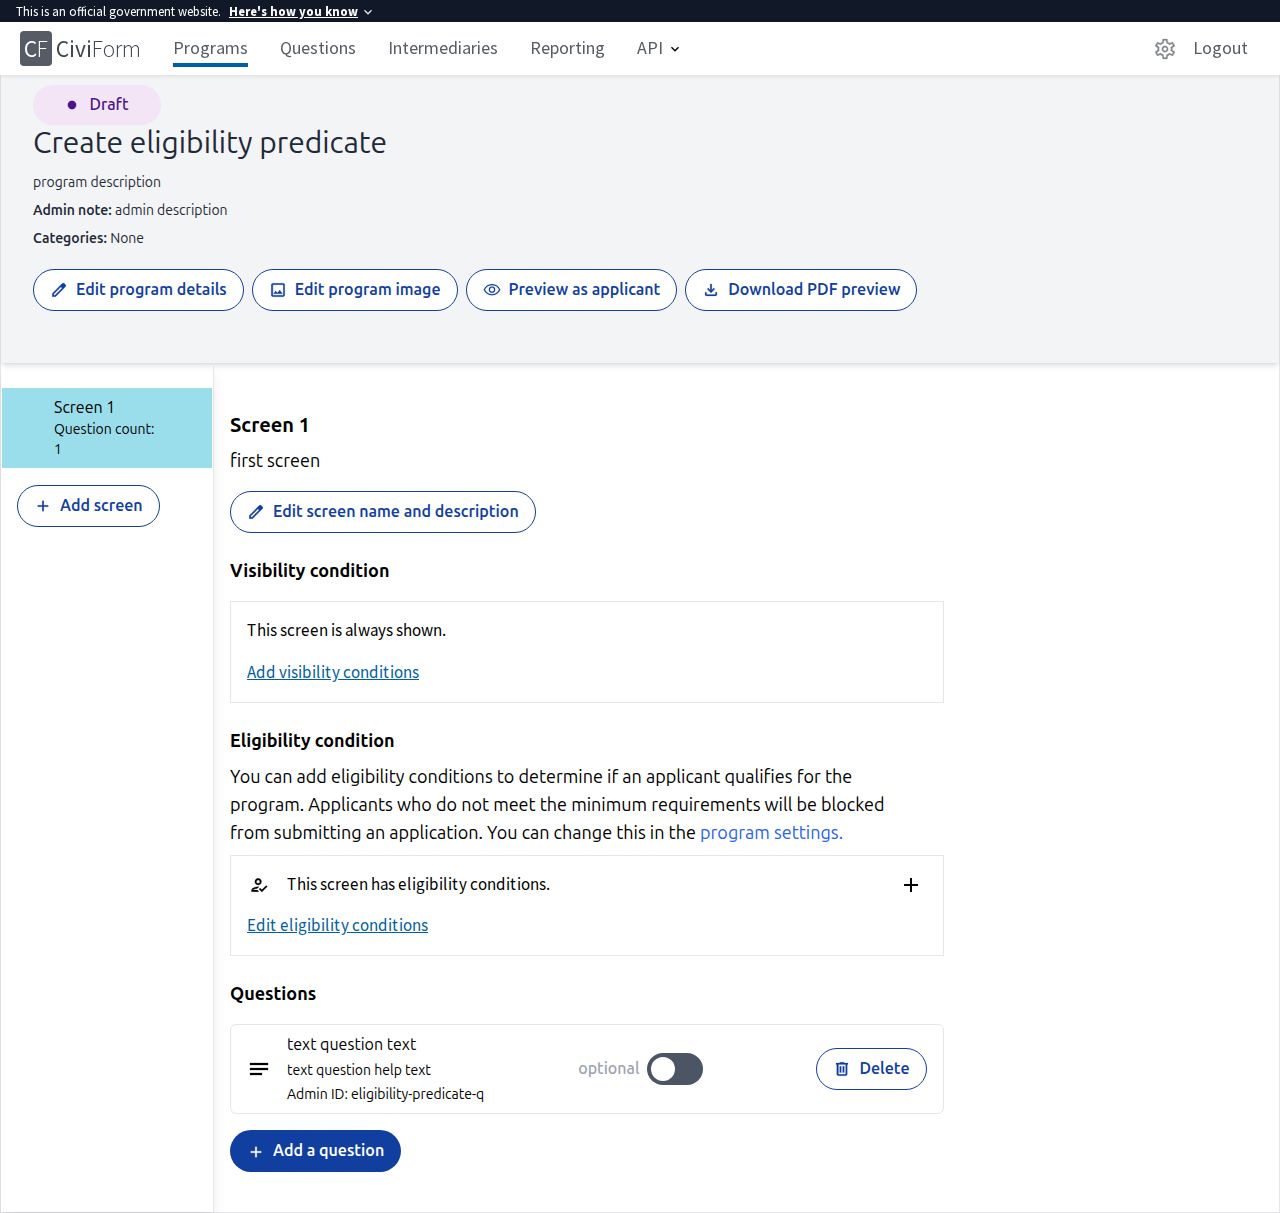 This is an official government website. Here's how you know
CF CiviForm Programs Questions Intermediaries Reporting API Logout
Draft
Create eligibility predicate
program description
Admin note: admin description
Categories: None
Edit program details Edit program image Preview as applicant Download PDF preview
Screen 1
Question count:
1
Add screen
Screen 1
first screen
Edit screen name and description
Visibility condition
This screen is always shown.
Add visibility conditions
Eligibility condition
You can add eligibility conditions to determine if an applicant qualifies for the
program. Applicants who do not meet the minimum requirements will be blocked
from submitting an application. You can change this in the program settings.
This screen has eligibility conditions.
Edit eligibility conditions
Questions
text question text
text question help text
Admin ID: eligibility-predicate-q
optional
Delete
Add a question